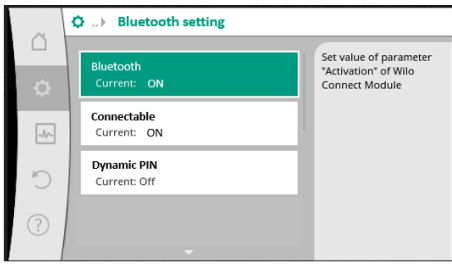 ..▸ Bluetooth setting
Bluetooth
Current: ON
Connectable
Current: ON
Dynamic PIN
Current: Off
Set value of parameter
"Activation" of Wilo
Connect Module
?